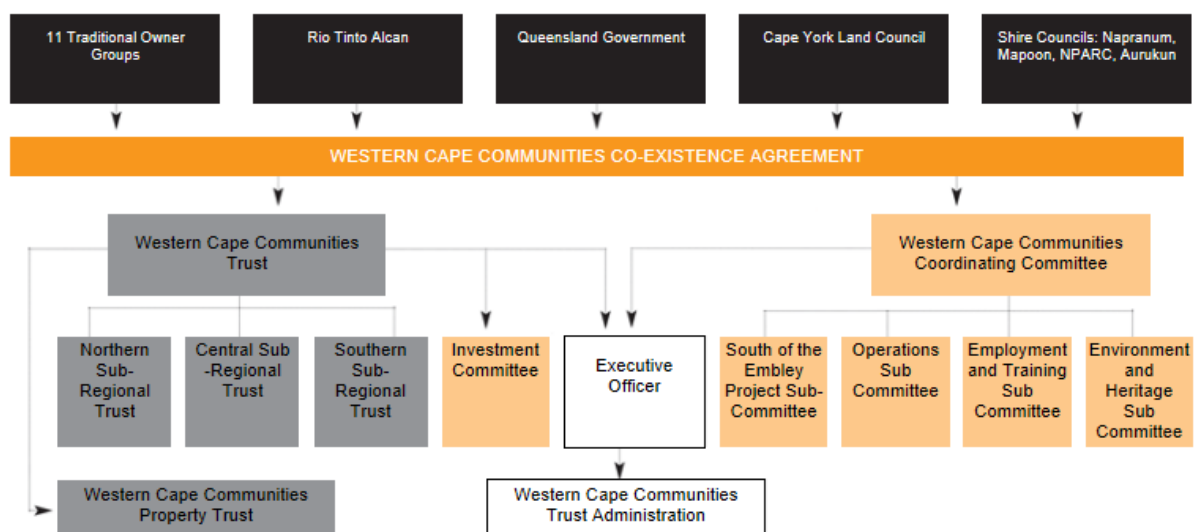 11 Traditional Owner
Groups
Rio Tinto Alcan
Queensland Government
Cape York Land Council
Shire Councils: Napranum,
Mapoon, NPARC, Aurukun
WESTERN CAPE COMMUNITIES CO-EXISTENCE AGREEMENT
Western Cape Communities
Trust
Western Cape Communities
Coordinating Committee
Northern
Sub-
Regional
Trust
Central Sub
-Regional
Trust
Southern
Sub-
Regional
Trust
Investment
Committee
Executive
Officer
South of the
Embley
Project Sub-
Committee
Operations
Sub
Committee
Employment
and Training
Sub
Committee
Environment
and
Heritage
Sub
Committee
Western Cape Communities
Property Trust
Western Cape Communities
Trust Administration